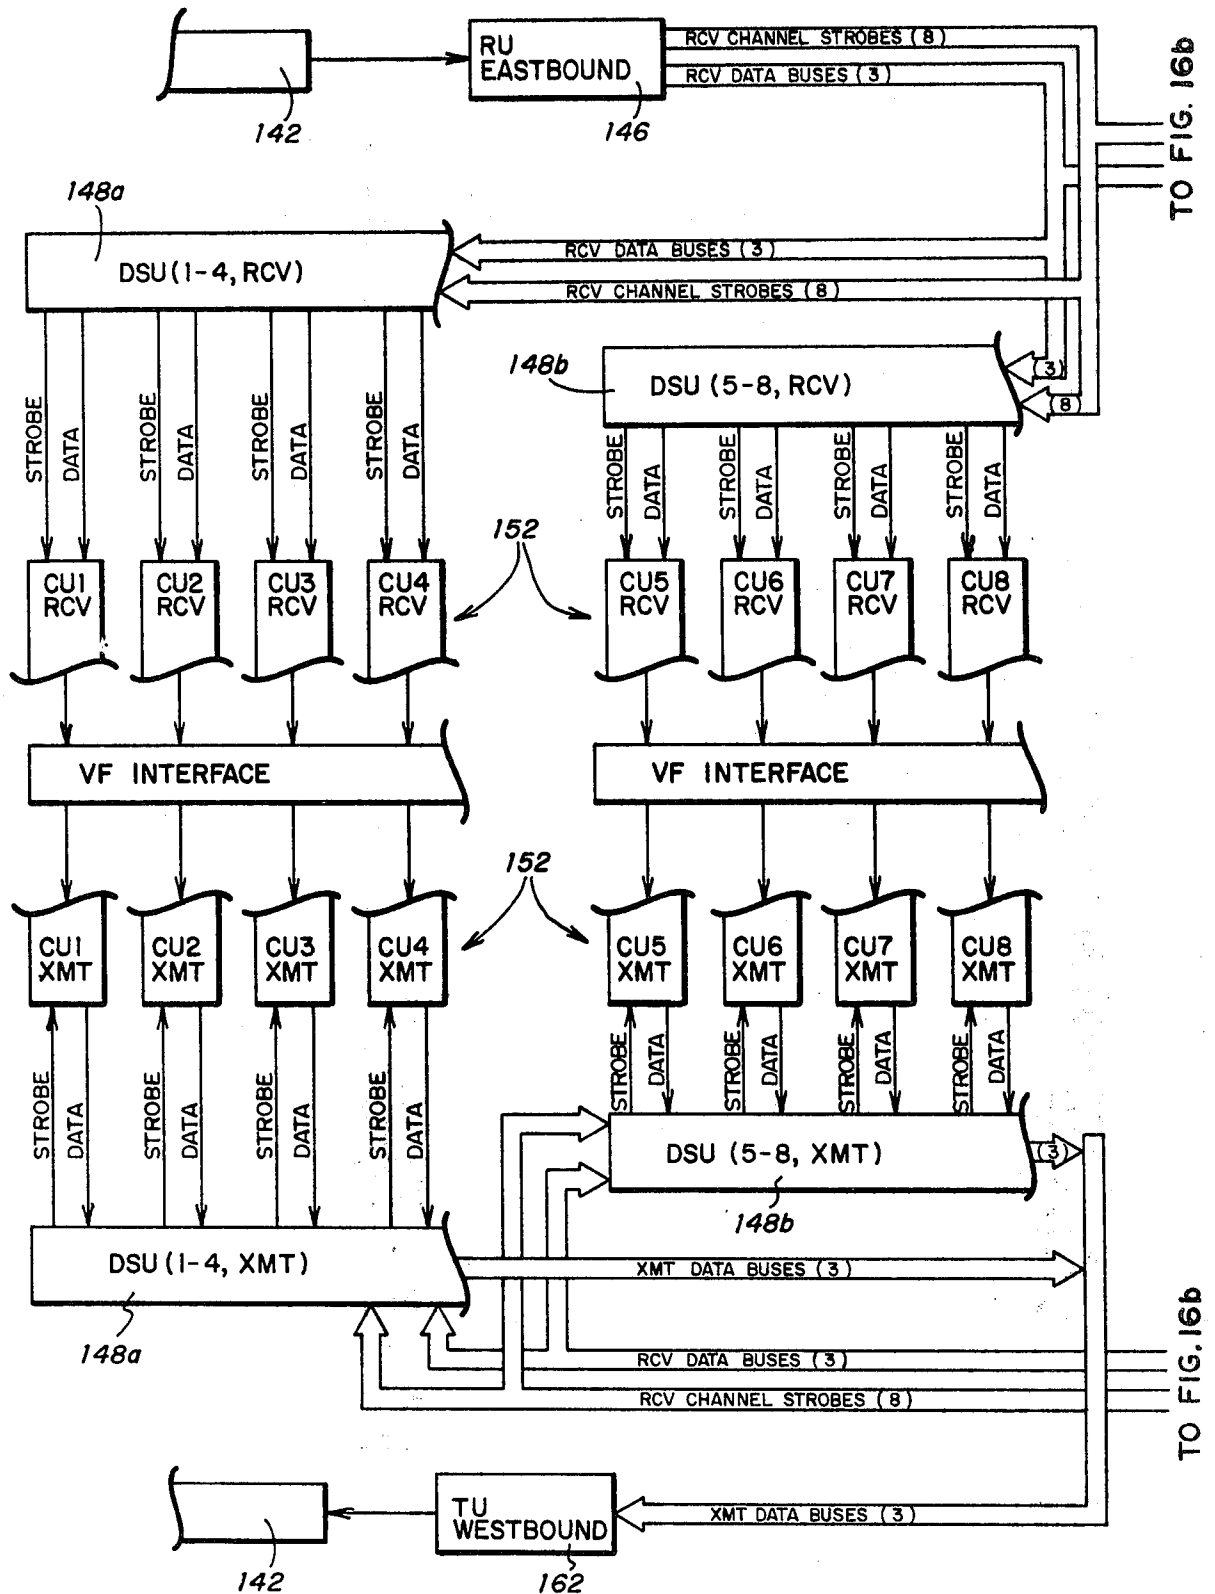 RU
EASTBOUND
RCV CHANNEL STROBES (8)
RCV DATA BUSES (3)
142
146
TO FIG. 16b
148a
DSU (1-4, RCV)
RCV DATA BUSES (3)
RCV CHANNEL STROBES (8)
148b
DSU (5-8, RCV)
(3)
(8)
STROBE
DATA
STROBE
DATA
STROBE
DATA
STROBE
DATA
STROBE
DATA
STROBE
DATA
STROBE
DATA
STROBE
DATA
152
CU1
RCV
CU2
RCV
CU3
RCV
CU4
RCV
CU5
RCV
CU6
RCV
CU7
RCV
CU8
RCV
VF INTERFACE
VF INTERFACE
152
CU1
XMT
CU2
XMT
CU3
XMT
CU4
XMT
CU5
XMT
CU6
XMT
CU7
XMT
CU8
XMT
STROBE
DATA
STROBE
DATA
STROBE
DATA
STROBE
DATA
STROBE
DATA
STROBE
DATA
STROBE
DATA
STROBE
DATA
DSU (5-8, XMT)
(3)
148b
DSU (1-4, XMT)
XMT DATA BUSES (3)
148a
RCV DATA BUSES (3)
RCV CHANNEL STROBES (8)
TO FIG. 16b
TU
WESTBOUND
XMT DATA BUSES (3)
142
162